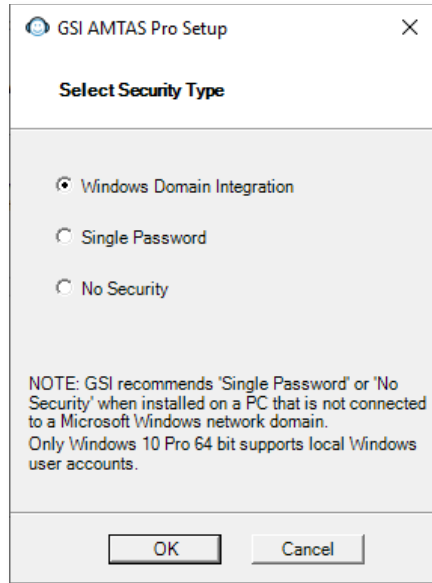 GSI AMTAS Pro Setup
Select Security Type
Windows Domain Integration
Single Password
No Security
NOTE: GSI recommends 'Single Password' or 'No
Security' when installed on a PC that is not connected
to a Microsoft Windows network domain.
Only Windows 10 Pro 64 bit supports local Windows
user accounts.
OK
Cancel